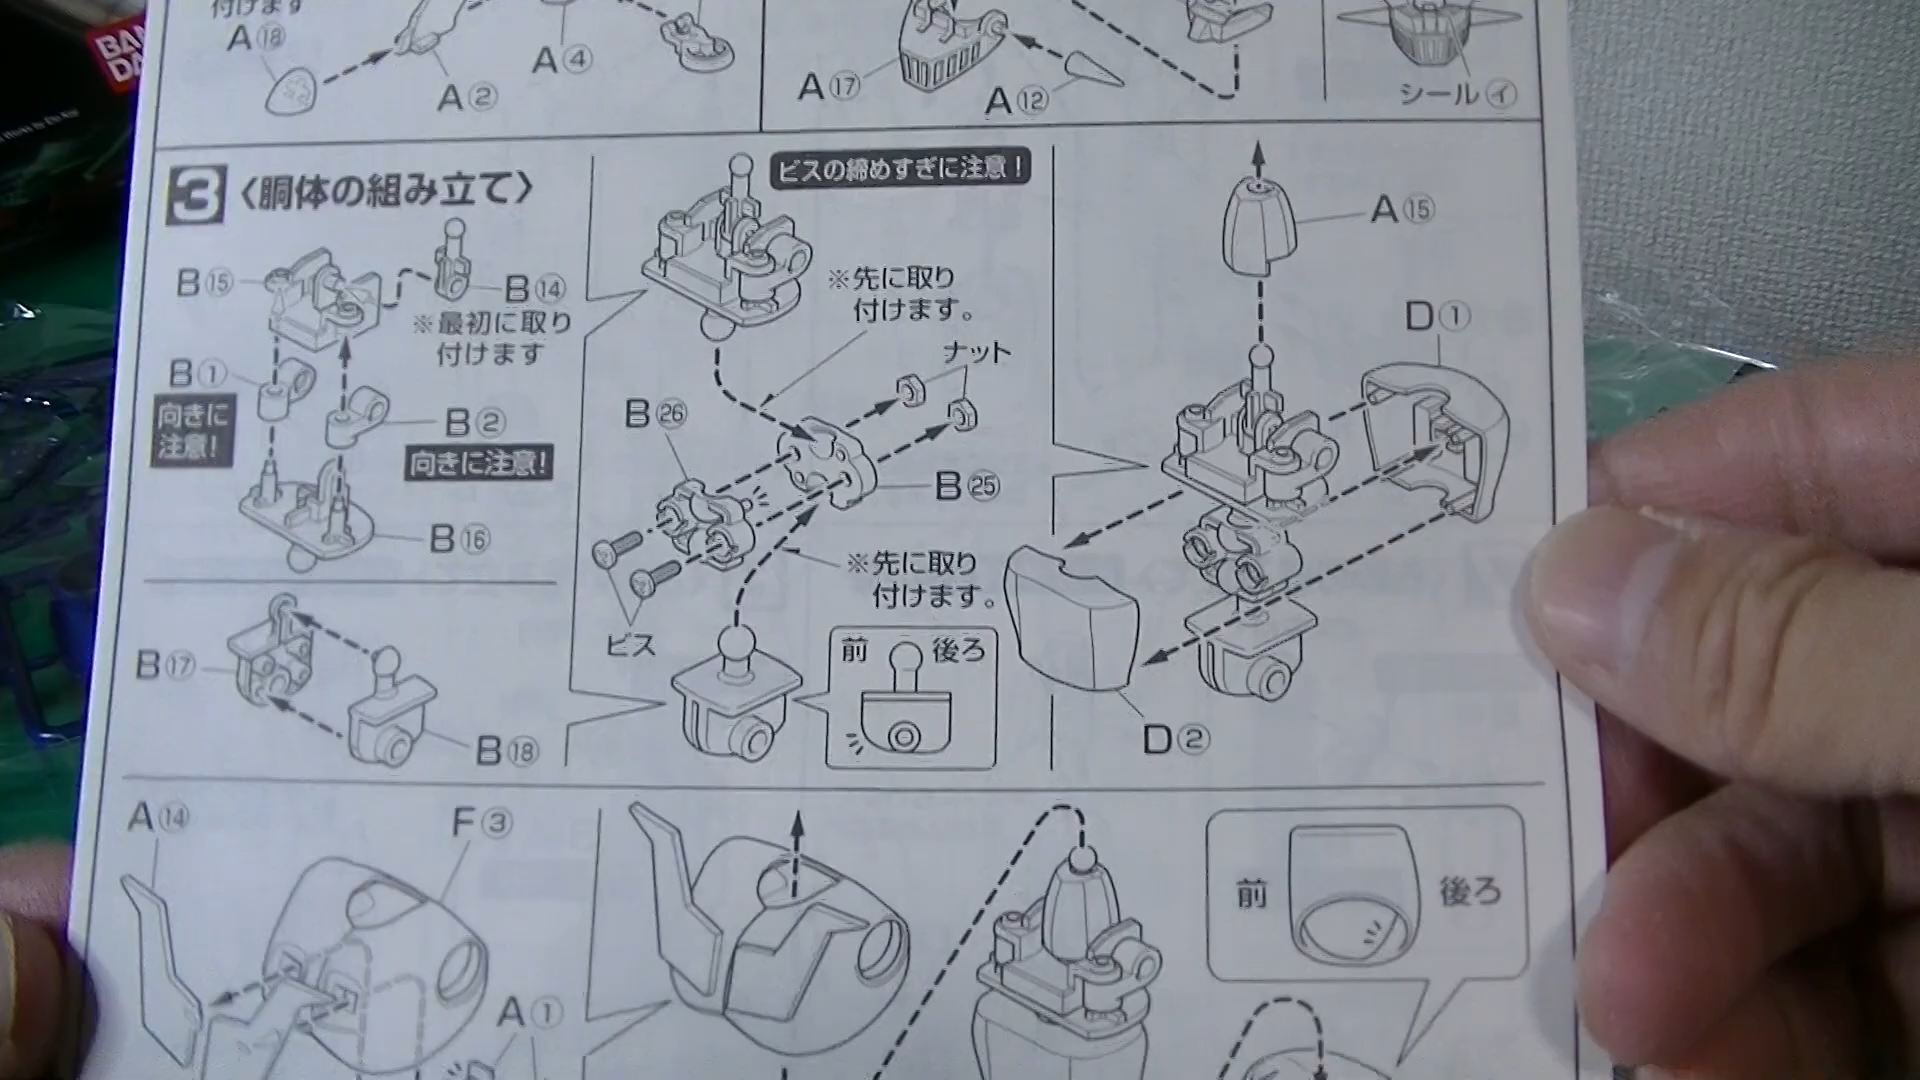 付けます
A⑱
A②
A④
A⑰
A⑫
シール㋑
BAN
DA
3 〈胴体の組み立て〉
B⑮
B⑭
※最初に取り
付けます
B①
向きに
注意!
B②
向きに注意!
B⑯
B⑰
B⑱
ビスの締めすぎに注意!
※先に取り
付けます。
ナット
B㉖
B㉕
※先に取り
付けます。
ビス
前 後ろ
A⑮
D①
D②
A⑭
F③
A①
前 後ろ